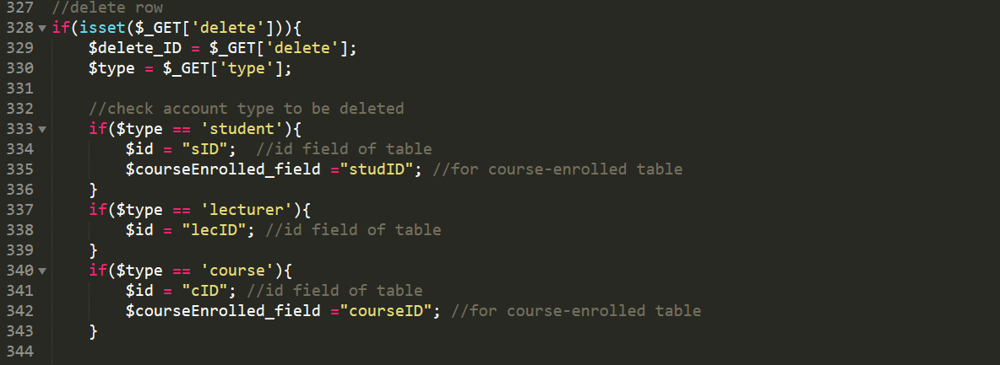 327 //delete row
328 if(isset($_GET['delete'])){
329 $delete_ID = $_GET['delete'];
330 $type = $_GET['type'];
331
332 //check account type to be deleted
333 if($type == 'student'){
334 $id = "sID";  //id field of table
335 $courseEnrolled_field ="studID"; //for course-enrolled table
336 }
337 if($type == 'lecturer'){
338 $id = "lecID"; //id field of table
339 }
340 if($type == 'course'){
341 $id = "cID"; //id field of table
342 $courseEnrolled_field ="courseID"; //for course-enrolled table
343 }
344